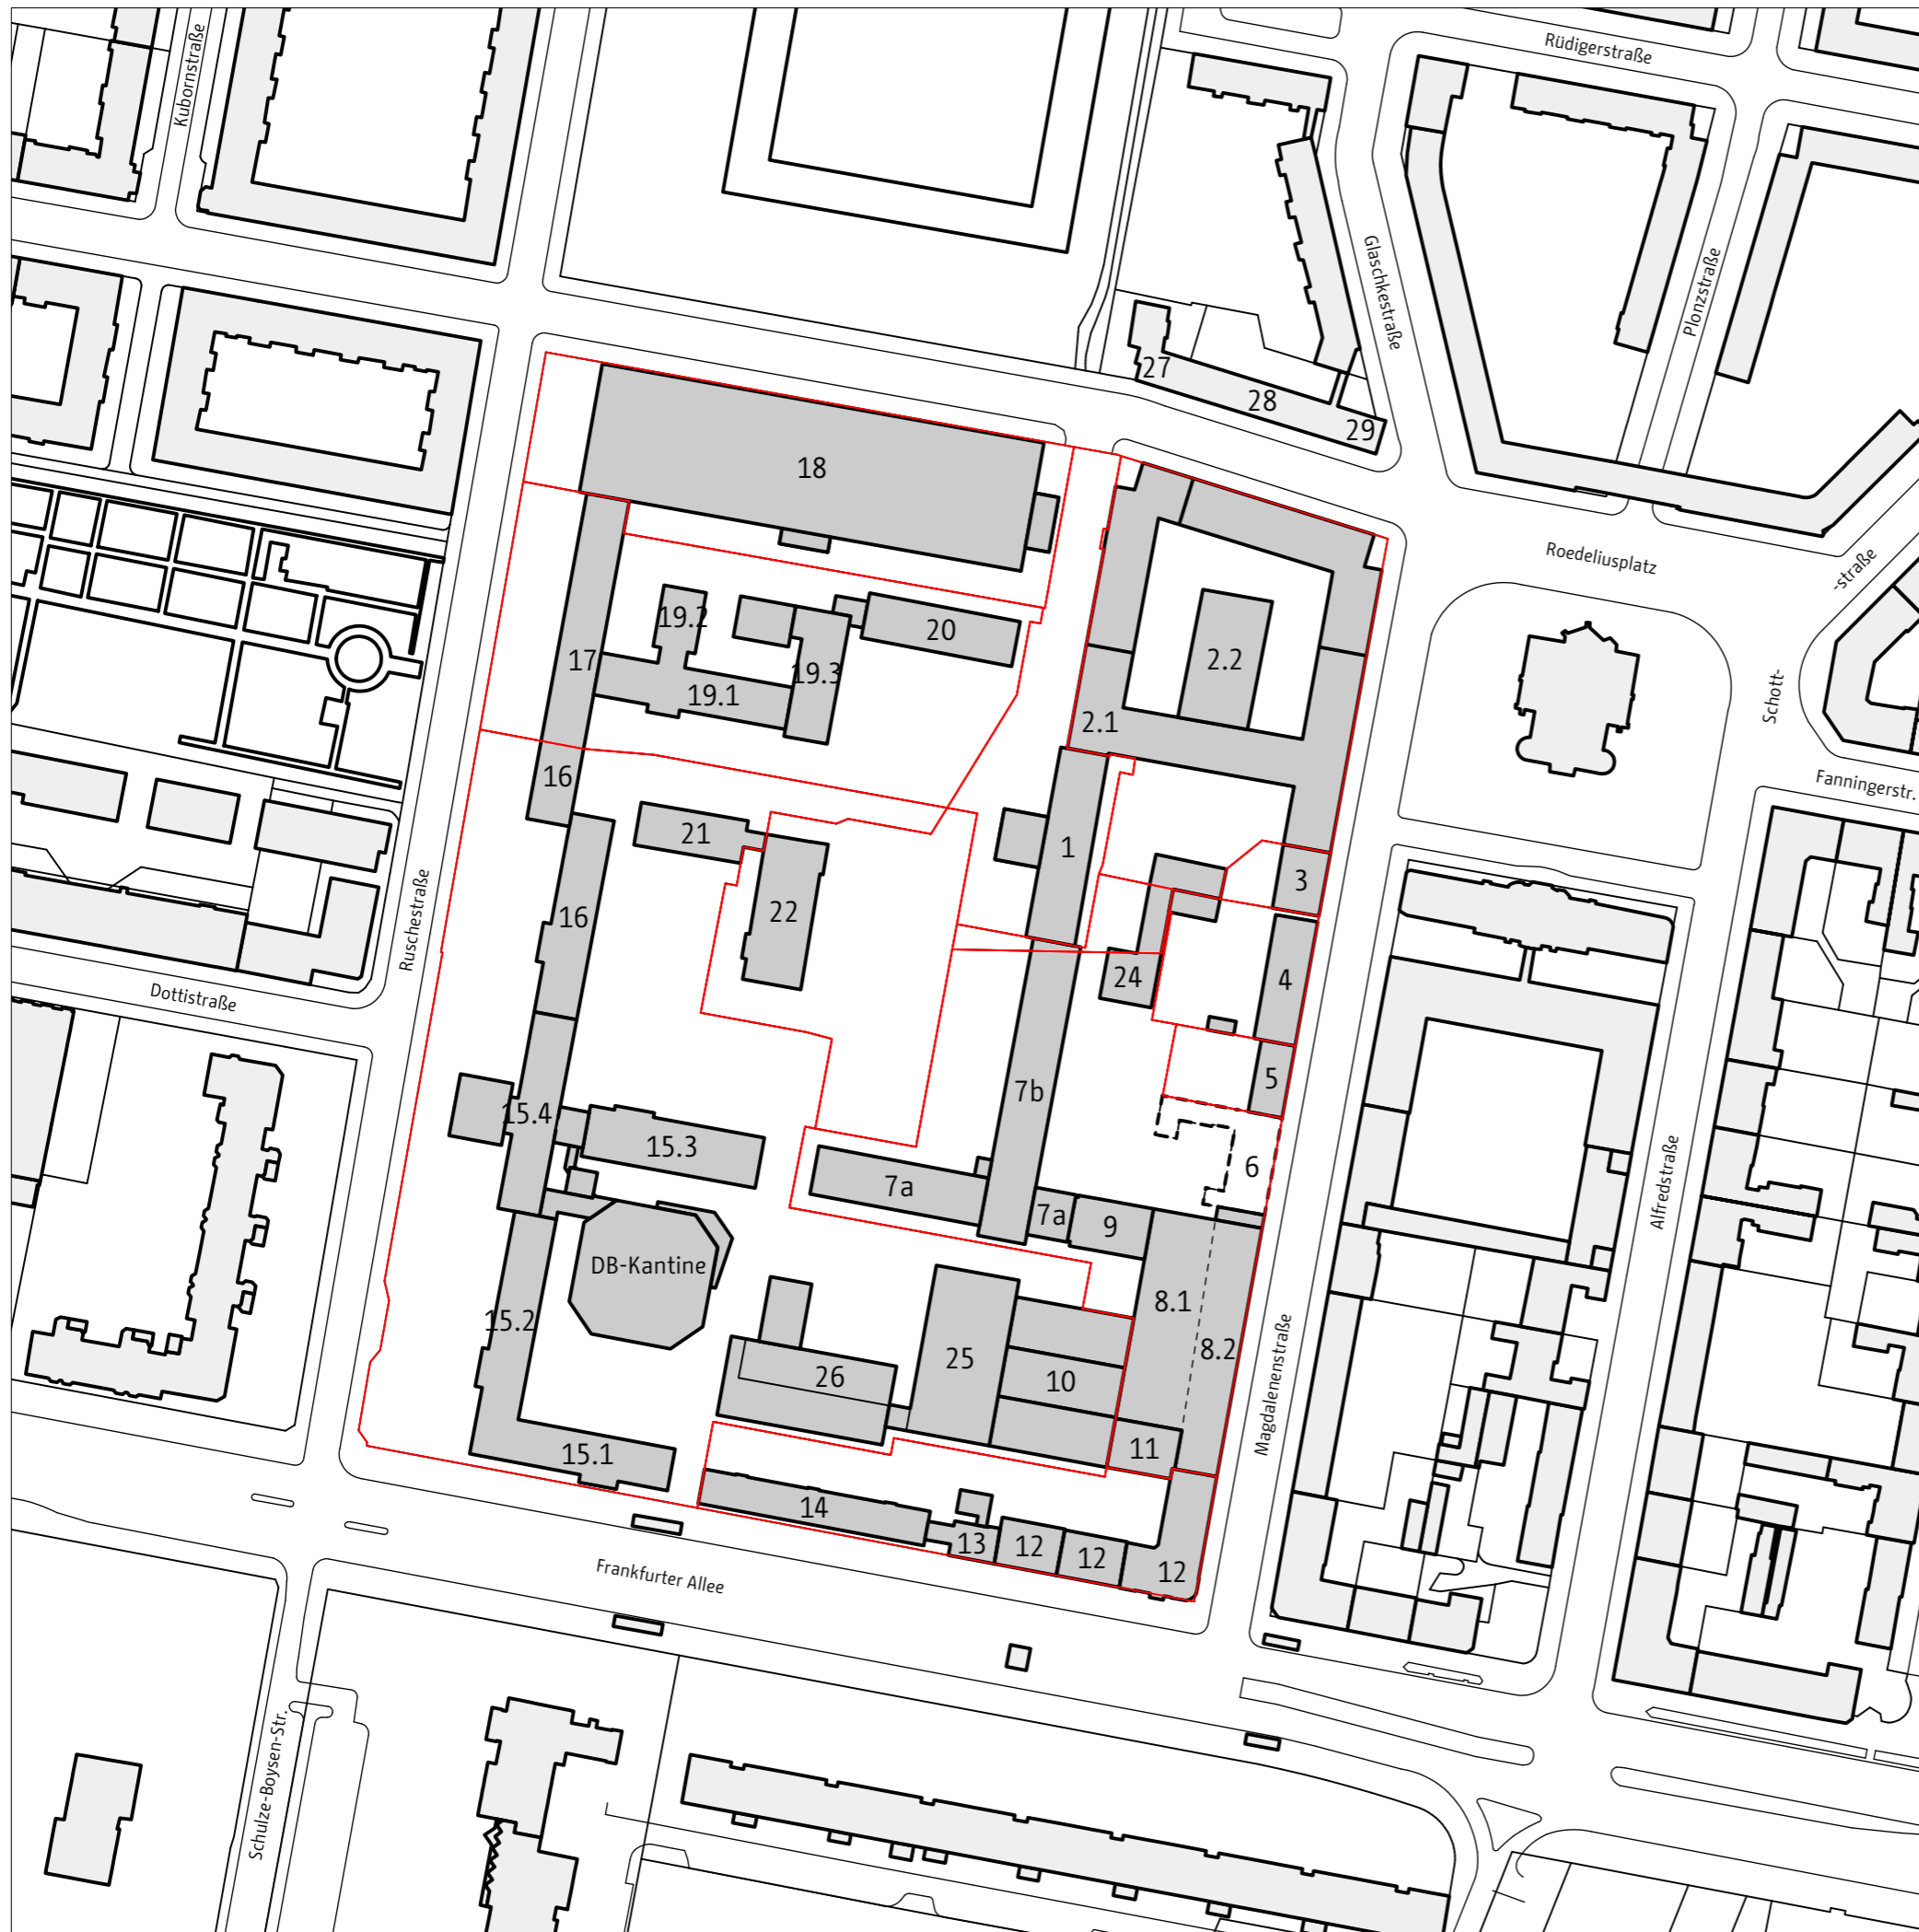 Kubornstraße
Rüdigerstraße
Glaschkestraße
Plonzstraße
27
28
29
18
Roedeliusplatz
-straße
19.2
20
2.2
17
19.3
19.1
Schott-
2.1
16
Fanningerstr.
21
1
3
22
16
Ruschestraße
24
4
Dottistraße
5
7b
15.4
15.3
6
7a
7a
9
Alfredstraße
DB-Kantine
8.1
15.2
8.2
25
26
10
Magdalenenstraße
11
15.1
14
13
12
12
12
Frankfurter Allee
Schulze-Boysen-Str.